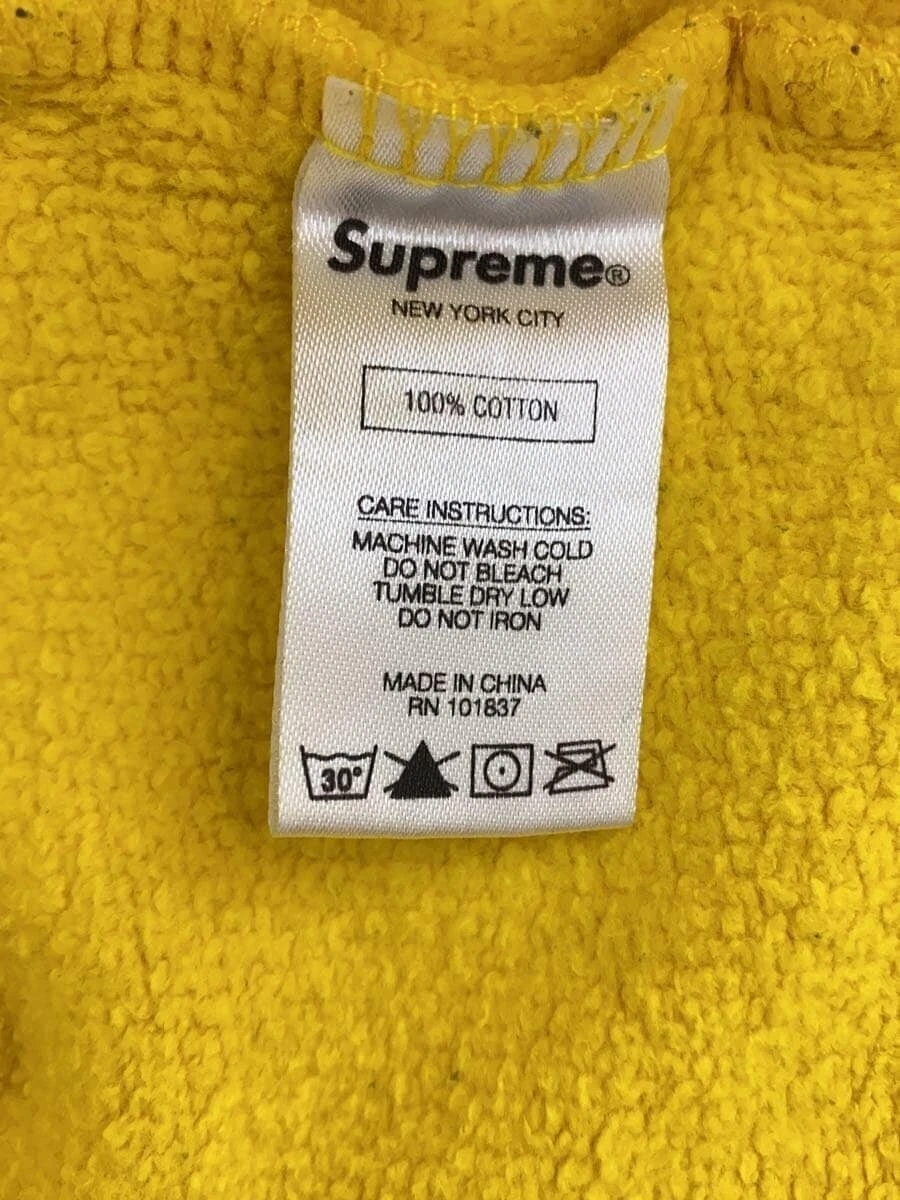 Supreme®
NEW YORK CITY
100% COTTON
CARE INSTRUCTIONS:
MACHINE WASH COLD
DO NOT BLEACH
TUMBLE DRY LOW
DO NOT IRON
MADE IN CHINA
RN 101837
30°